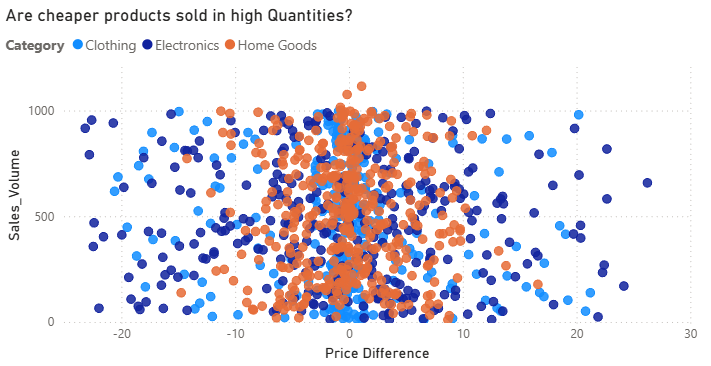 Are cheaper products sold in high Quantities?
Category Clothing Electronics Home Goods
Sales_Volume
1000
500
0
-20 -10 0 10 20 30
Price Difference